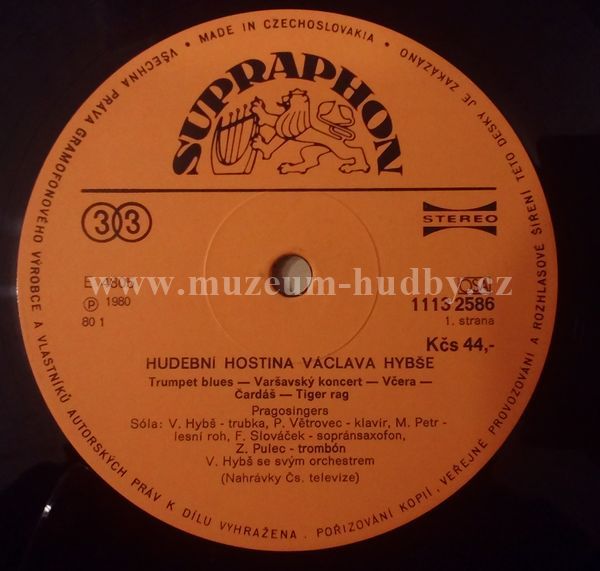 VŠECHNA PRÁVA GRAMOFONOVÉHO VÝROBCE A VLASTNÍKŮ AUTORSKÝCH PRÁV K DÍLU VYHRAŽENA . POŘIZOVÁNÍ KOPIÍ . VEŘEJNÉ PROVOZOVÁNÍ A ROZHLASOVÉ ŠÍŘENÍ TÉTO DESKY JE ZAKÁZÁNO
• MADE IN CZECHOSLOVAKIA •
SUPRAPHON
33
STEREO
℗ 1980
80 1
www.muzeum-hudby.cz
OSA
1113 2586
1. strana
Kčs 44,-
HUDEBNÍ HOSTINA VÁCLAVA HYBŠE
Trumpet blues — Varšavský koncert — Včera —
Čardáš — Tiger rag
Pragosingers
Sóla: V. Hybš - trubka, P. Větrovec - klavír, M. Petr -
lesní roh, F. Slováček - sopránsaxofon,
Z. Pulec - trombón
V. Hybš se svým orchestrem
(Nahrávky Čs. televize)